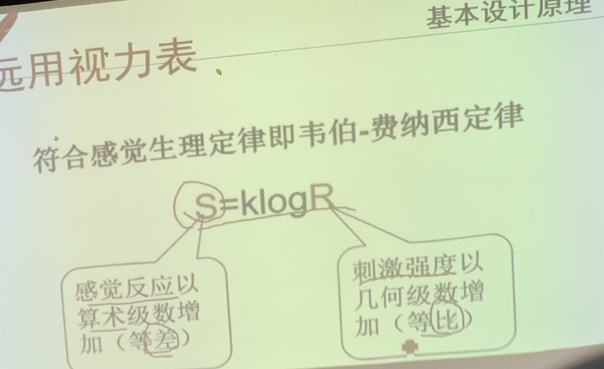 基本设计原理
远用视力表
符合感觉生理定律即韦伯-费纳西定律
S=klogR
感觉反应以
算术级数增
加（等差）
刺激强度以
几何级数增
加（等比）